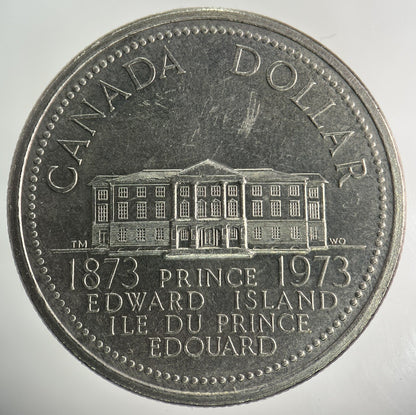 CANADA DOLLAR
TM WO
1873 PRINCE 1973
EDWARD ISLAND
ILE DU PRINCE
EDOUARD